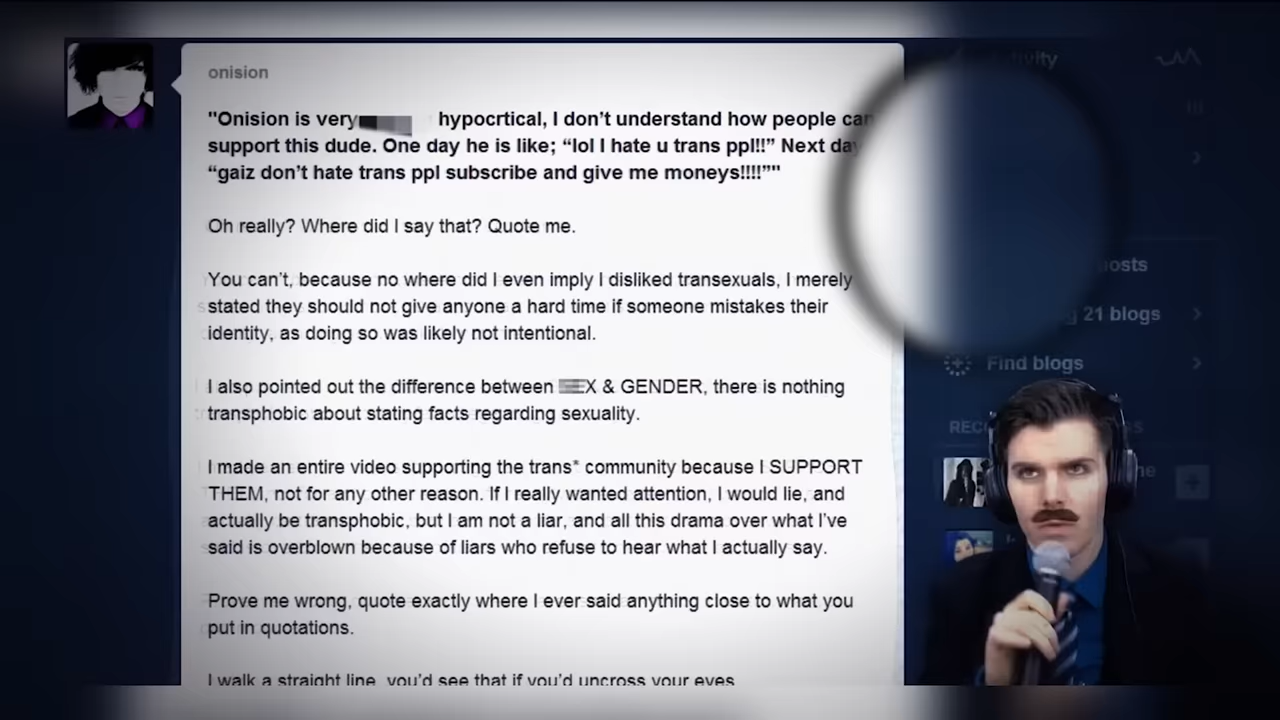 onision
"Onision is very hypocrtical, I don't understand how people can
support this dude. One day he is like; “lol I hate u trans ppl!!” Next day
“gaiz don’t hate trans ppl subscribe and give me moneys!!!!”"
Oh really? Where did I say that? Quote me.
You can’t, because no where did I even imply I disliked transexuals, I merely
stated they should not give anyone a hard time if someone mistakes their
identity, as doing so was likely not intentional.
I also pointed out the difference between X & GENDER, there is nothing
transphobic about stating facts regarding sexuality.
I made an entire video supporting the trans* community because I SUPPORT
THEM, not for any other reason. If I really wanted attention, I would lie, and
actually be transphobic, but I am not a liar, and all this drama over what I’ve
said is overblown because of liars who refuse to hear what I actually say.
Prove me wrong, quote exactly where I ever said anything close to what you
put in quotations.
I walk a straight line, you’d see that if you’d uncross your eyes
21 blogs
Find blogs